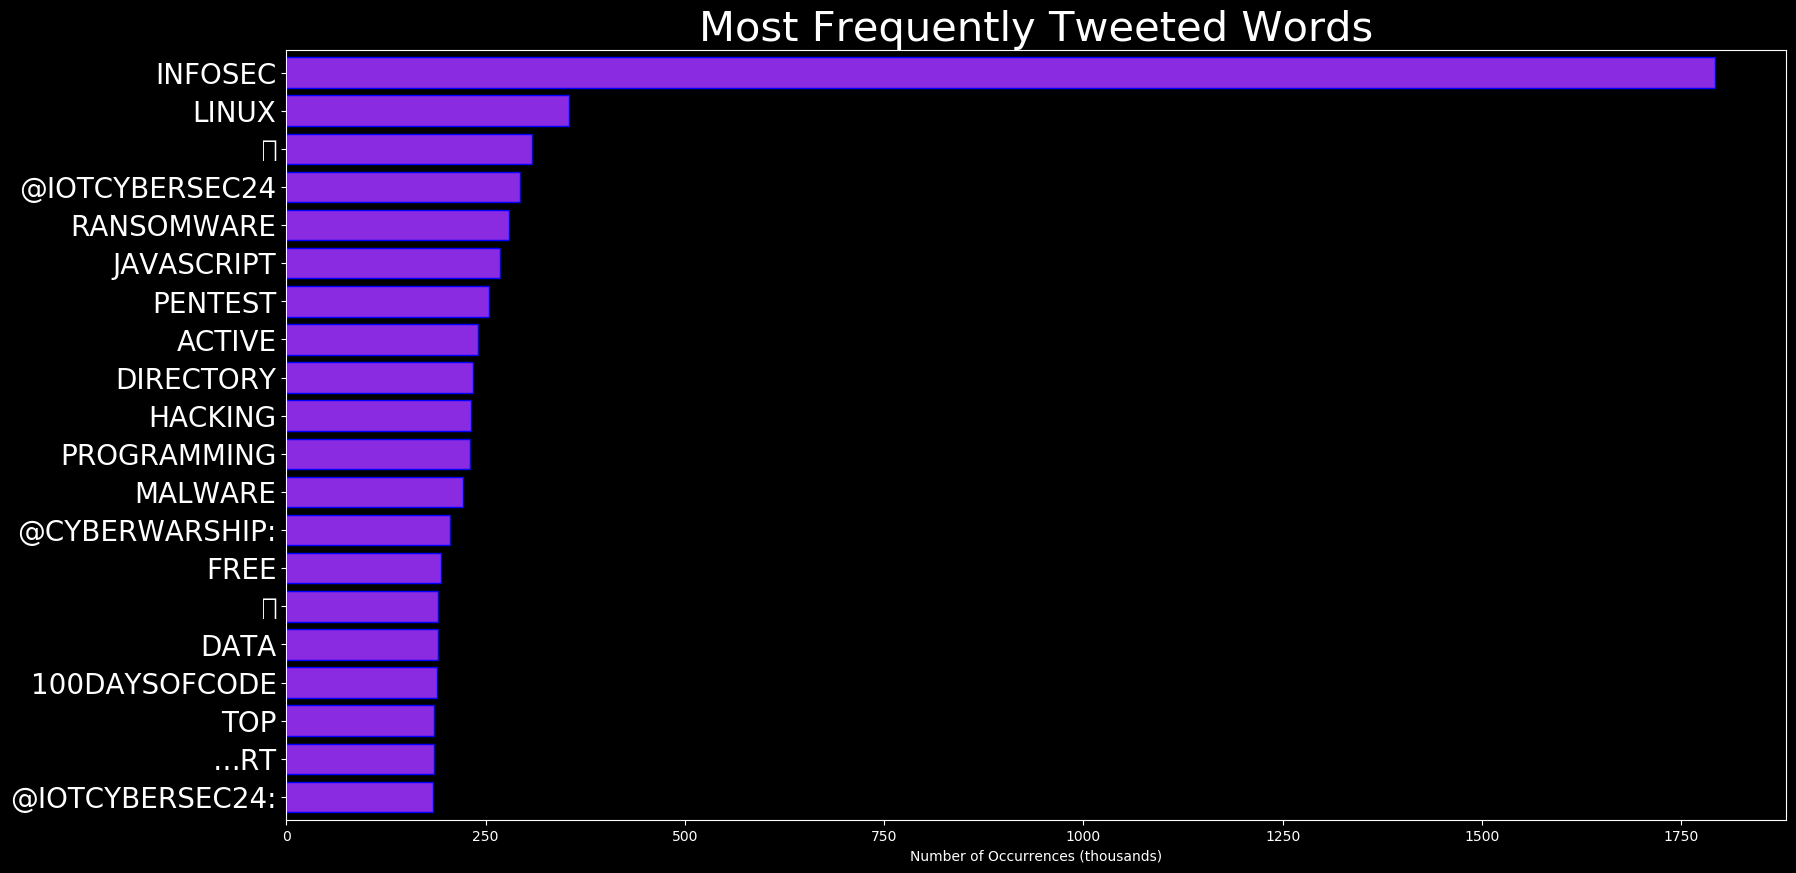 Most Frequently Tweeted Words
INFOSEC
LINUX
@IOTCYBERSEC24
RANSOMWARE
JAVASCRIPT
PENTEST
ACTIVE
DIRECTORY
HACKING
PROGRAMMING
MALWARE
@CYBERWARSHIP:
FREE
DATA
100DAYSOFCODE
TOP
…RT
@IOTCYBERSEC24:
0 250 500 750 1000 1250 1500 1750
Number of Occurrences (thousands)